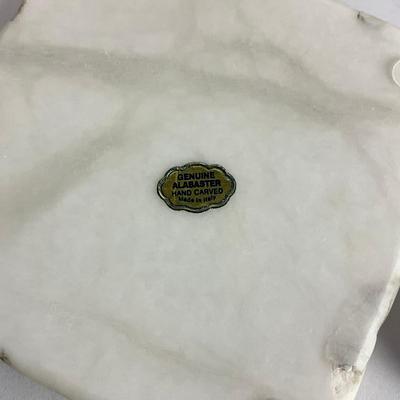 GENUINE
ALABASTER
HAND CARVED
Made in Italy